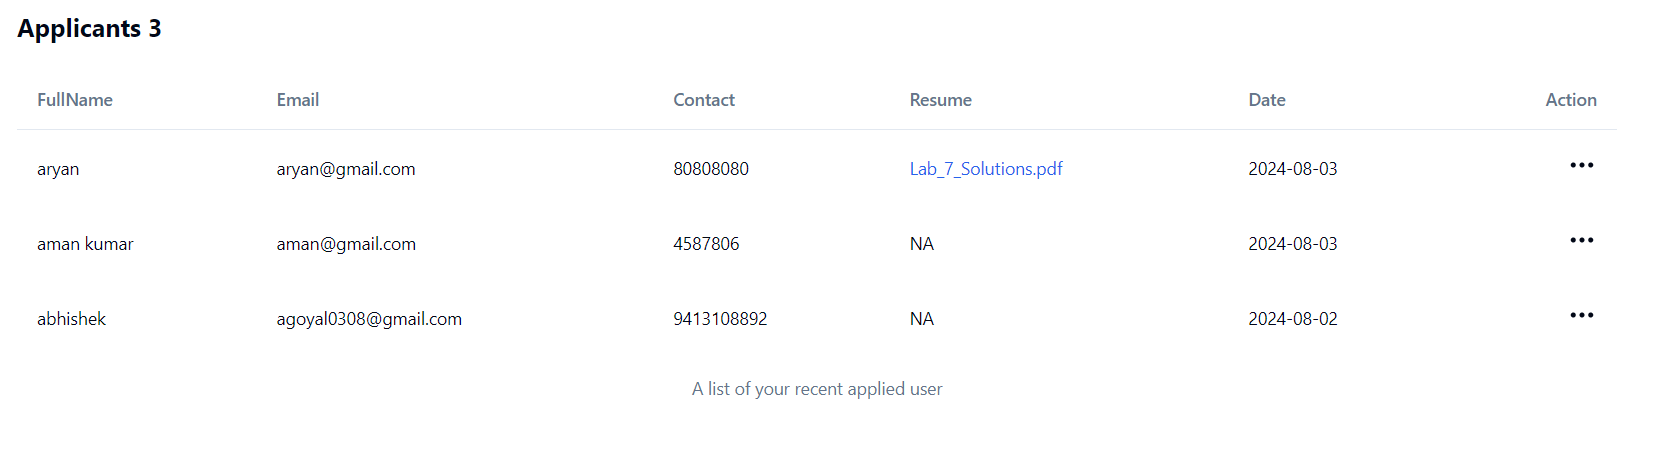 Applicants 3
FullName Email Contact Resume Date Action
aryan aryan@gmail.com 80808080 Lab_7_Solutions.pdf 2024-08-03
aman kumar aman@gmail.com 4587806 NA 2024-08-03
abhishek agoyal0308@gmail.com 9413108892 NA 2024-08-02
A list of your recent applied user